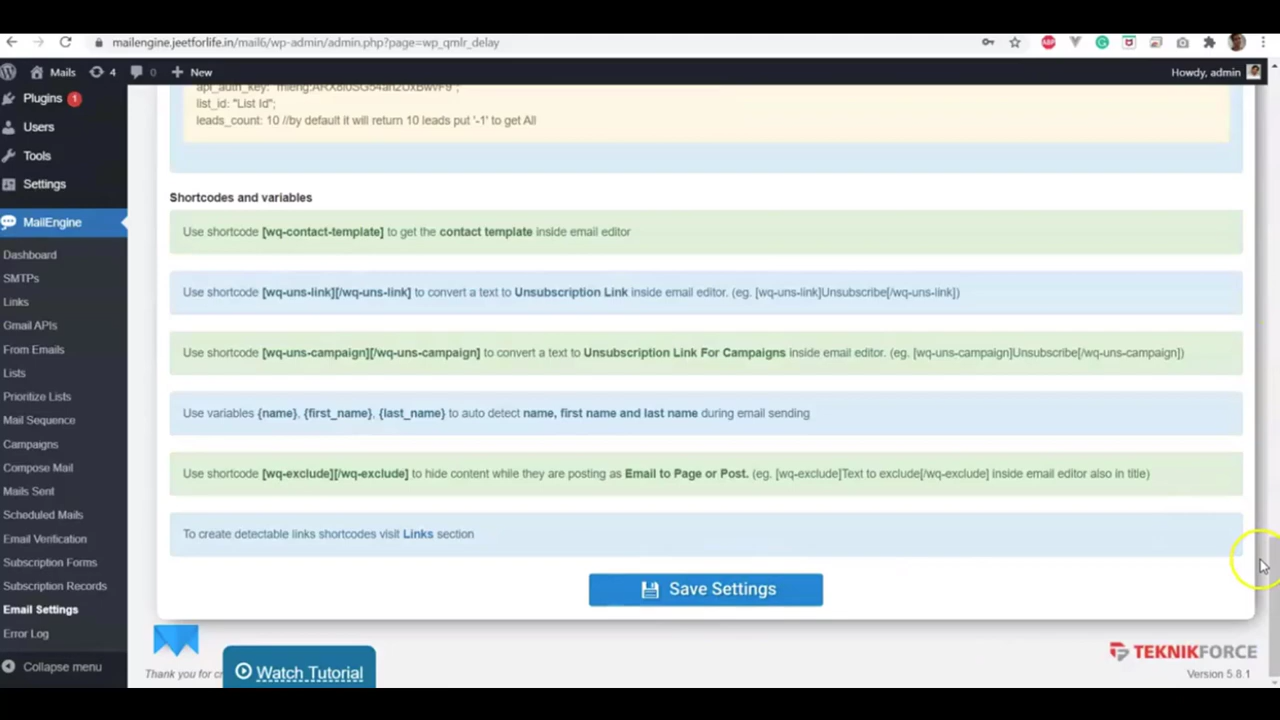 mailengine.jeetforlife.in/mail6/wp-admin/admin.php?page=wp_qmlr_delay
ABP
Mails
4
0
New
Howdy, admin
Plugins 1
Users
Tools
Settings
MailEngine
Dashboard
SMTPs
Links
Gmail APIs
From Emails
Lists
Prioritize Lists
Mail Sequence
Campaigns
Compose Mail
Mails Sent
Scheduled Mails
Email Verification
Subscription Forms
Subscription Records
Email Settings
Error Log
Collapse menu
list_id: "List Id";
leads_count: 10 //by default it will return 10 leads put '-1' to get All
Shortcodes and variables
Use shortcode [wq-contact-template] to get the contact template inside email editor
Use shortcode [wq-uns-link][/wq-uns-link] to convert a text to Unsubscription Link inside email editor. (eg. [wq-uns-link]Unsubscribe[/wq-uns-link])
Use shortcode [wq-uns-campaign][/wq-uns-campaign] to convert a text to Unsubscription Link For Campaigns inside email editor. (eg. [wq-uns-campaign]Unsubscribe[/wq-uns-campaign])
Use variables {name}, {first_name}, {last_name} to auto detect name, first name and last name during email sending
Use shortcode [wq-exclude][/wq-exclude] to hide content while they are posting as Email to Page or Post. (eg. [wq-exclude]Text to exclude[/wq-exclude] inside email editor also in title)
To create detectable links shortcodes visit Links section
Save Settings
Thank you for
Watch Tutorial
TEKNIKFORCE
Version 5.8.1